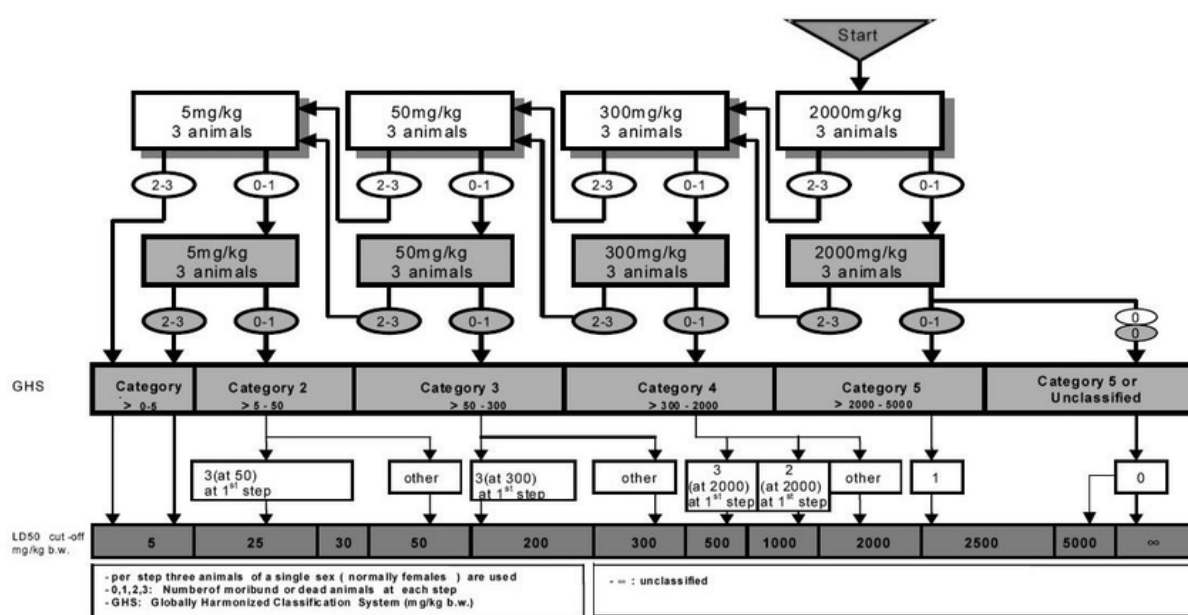 Start
5mg/kg
3 animals
50mg/kg
3 animals
300mg/kg
3 animals
2000mg/kg
3 animals
2-3 0-1 2-3 0-1 2-3 0-1 2-3 0-1
5mg/kg
3 animals
50mg/kg
3 animals
300mg/kg
3 animals
2000mg/kg
3 animals
2-3 0-1 2-3 0-1 2-3 0-1 2-3 0-1
0
0
GHS
Category
> 0-5
Category 2
> 5 - 50
Category 3
> 50 - 300
Category 4
> 300 - 2000
Category 5
> 2000 - 5000
Category 5 or
Unclassified
3(at 50)
at 1st step
other
3(at 300)
at 1st step
other
3
(at 2000)
at 1st step
2
(at 2000)
at 1st step
other
1
0
LD50 cut-off
mg/kg b.w.
5 25 30 50 200 300 500 1000 2000 2500 5000 ∞
- per step three animals of a single sex ( normally females ) are used
- 0,1,2,3: Numberof moribund or dead animals at each step
- GHS: Globally Harmonized Classification System (mg/kg b.w.)
- ∞ : unclassified